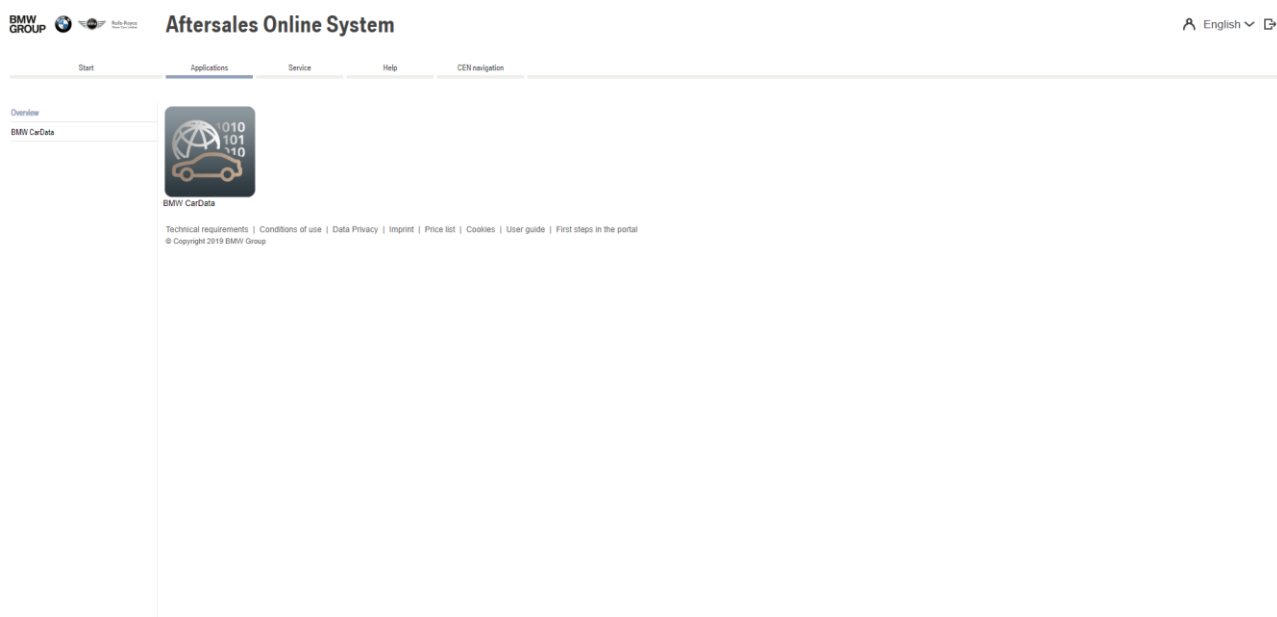 BMW
GROUP
Aftersales Online System
English
Start
Applications
Service
Help
CEN navigation
Overview
BMW CarData
1010
101
010
BMW CarData
Technical requirements | Conditions of use | Data Privacy | Imprint | Price list | Cookies | User guide | First steps in the portal
© Copyright 2019 BMW Group